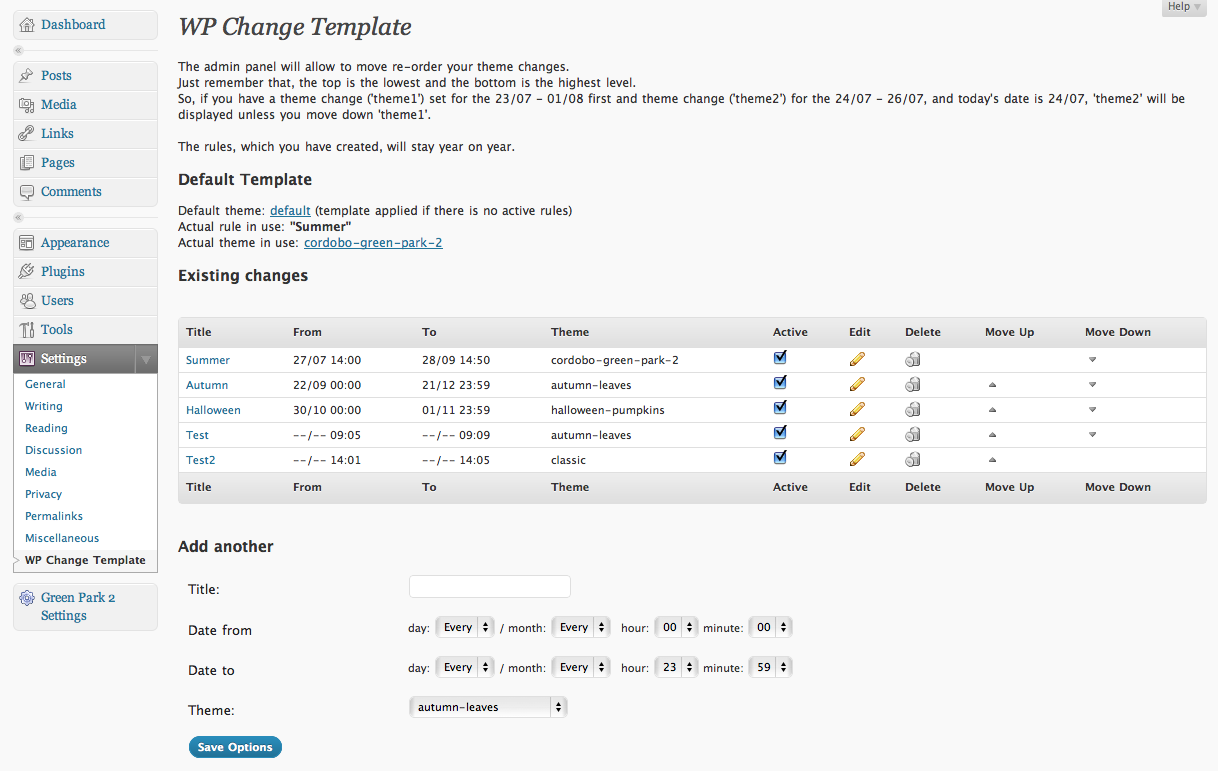 Help
Dashboard
Posts
Media
Links
Pages
Comments
Appearance
Plugins
Users
Tools
Settings
General
Writing
Reading
Discussion
Media
Privacy
Permalinks
Miscellaneous
WP Change Template
Green Park 2
Settings
WP Change Template
The admin panel will allow to move re-order your theme changes.
Just remember that, the top is the lowest and the bottom is the highest level.
So, if you have a theme change ('theme1') set for the 23/07 - 01/08 first and theme change ('theme2') for the 24/07 - 26/07, and today's date is 24/07, 'theme2' will be
displayed unless you move down 'theme1'.
The rules, which you have created, will stay year on year.
Default Template
Default theme: default (template applied if there is no active rules)
Actual rule in use: "Summer"
Actual theme in use: cordobo-green-park-2
Existing changes
Title From To Theme Active Edit Delete Move Up Move Down
Summer 27/07 14:00 28/09 14:50 cordobo-green-park-2
Autumn 22/09 00:00 21/12 23:59 autumn-leaves
Halloween 30/10 00:00 01/11 23:59 halloween-pumpkins
Test --/-- 09:05 --/-- 09:09 autumn-leaves
Test2 --/-- 14:01 --/-- 14:05 classic
Title From To Theme Active Edit Delete Move Up Move Down
Add another
Title:
Date from day: Every / month: Every hour: 00 minute: 00
Date to day: Every / month: Every hour: 23 minute: 59
Theme: autumn-leaves
Save Options